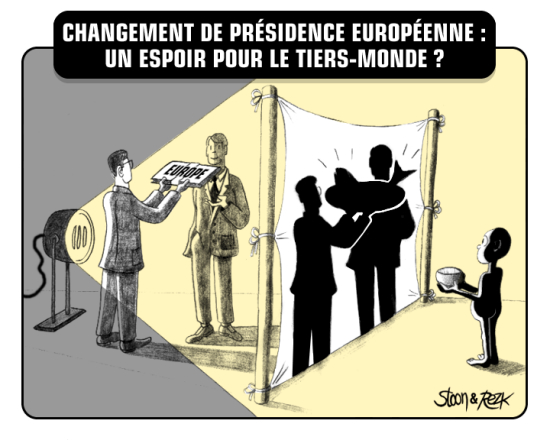 CHANGEMENT DE PRÉSIDENCE EUROPÉENNE :
UN ESPOIR POUR LE TIERS-MONDE ?
EUROPE
Stoon & Rezk